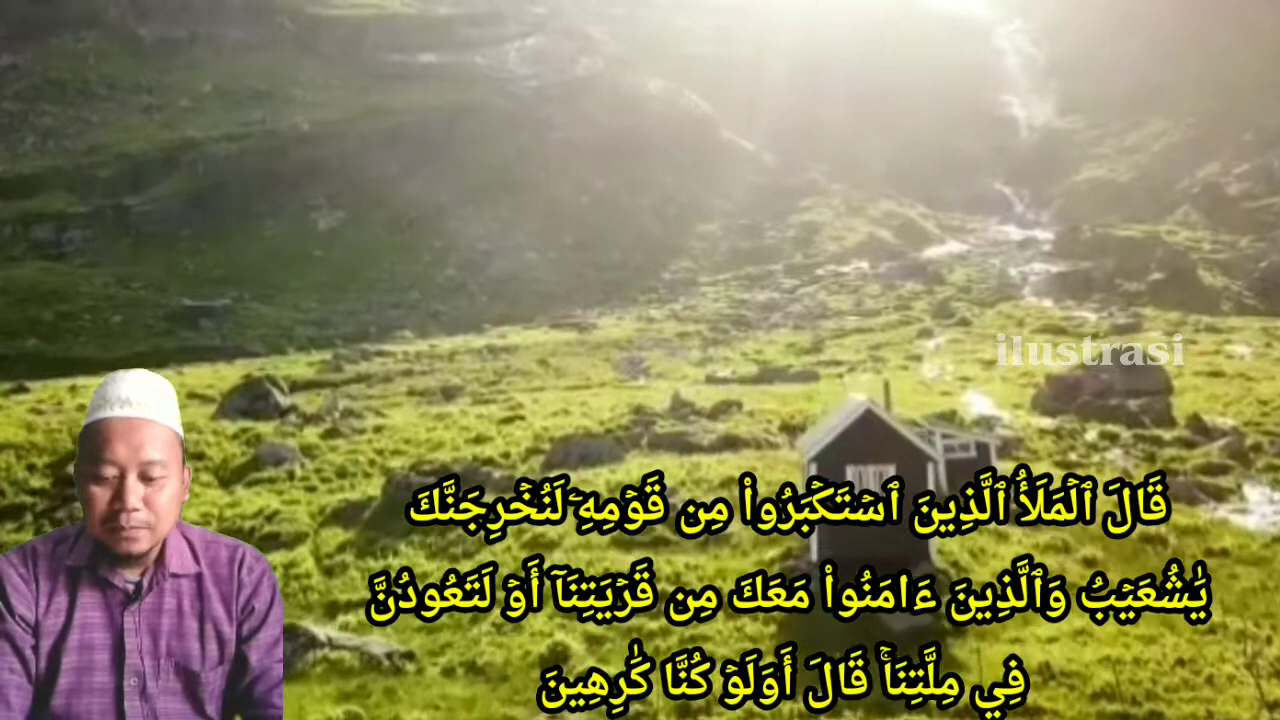 ilustrasi
قَالَ ٱلۡمَلَأُ ٱلَّذِينَ ٱسۡتَكۡبَرُواْ مِن قَوۡمِهِۦ لَنُخۡرِجَنَّكَ
يَٰشُعَيۡبُ وَٱلَّذِينَ ءَامَنُواْ مَعَكَ مِن قَرۡيَتِنَآ أَوۡ لَتَعُودُنَّ
فِي مِلَّتِنَاۚ قَالَ أَوَلَوۡ كُنَّا كَٰرِهِينَ